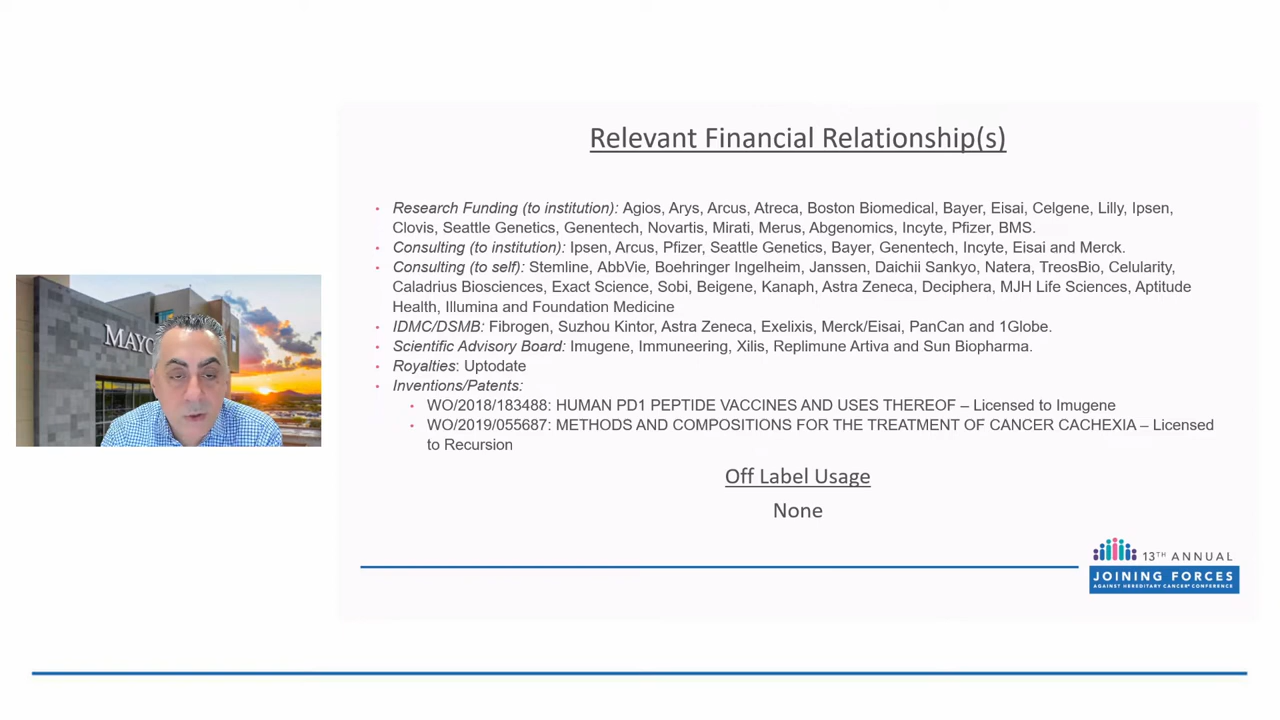 Relevant Financial Relationship(s)
• Research Funding (to institution): Agios, Arys, Arcus, Atreca, Boston Biomedical, Bayer, Eisai, Celgene, Lilly, Ipsen,
Clovis, Seattle Genetics, Genentech, Novartis, Mirati, Merus, Abgenomics, Incyte, Pfizer, BMS.
• Consulting (to institution): Ipsen, Arcus, Pfizer, Seattle Genetics, Bayer, Genentech, Incyte, Eisai and Merck.
• Consulting (to self): Stemline, AbbVie, Boehringer Ingelheim, Janssen, Daichii Sankyo, Natera, TreosBio, Celularity,
Caladrius Biosciences, Exact Science, Sobi, Beigene, Kanaph, Astra Zeneca, Deciphera, MJH Life Sciences, Aptitude
Health, Illumina and Foundation Medicine
• IDMC/DSMB: Fibrogen, Suzhou Kintor, Astra Zeneca, Exelixis, Merck/Eisai, PanCan and 1Globe.
• Scientific Advisory Board: Imugene, Immuneering, Xilis, Replimune Artiva and Sun Biopharma.
• Royalties: Uptodate
• Inventions/Patents:
• WO/2018/183488: HUMAN PD1 PEPTIDE VACCINES AND USES THEREOF – Licensed to Imugene
• WO/2019/055687: METHODS AND COMPOSITIONS FOR THE TREATMENT OF CANCER CACHEXIA – Licensed
to Recursion
Off Label Usage
None
MAYO
13TH ANNUAL
JOINING FORCES
AGAINST HEREDITARY CANCER® CONFERENCE